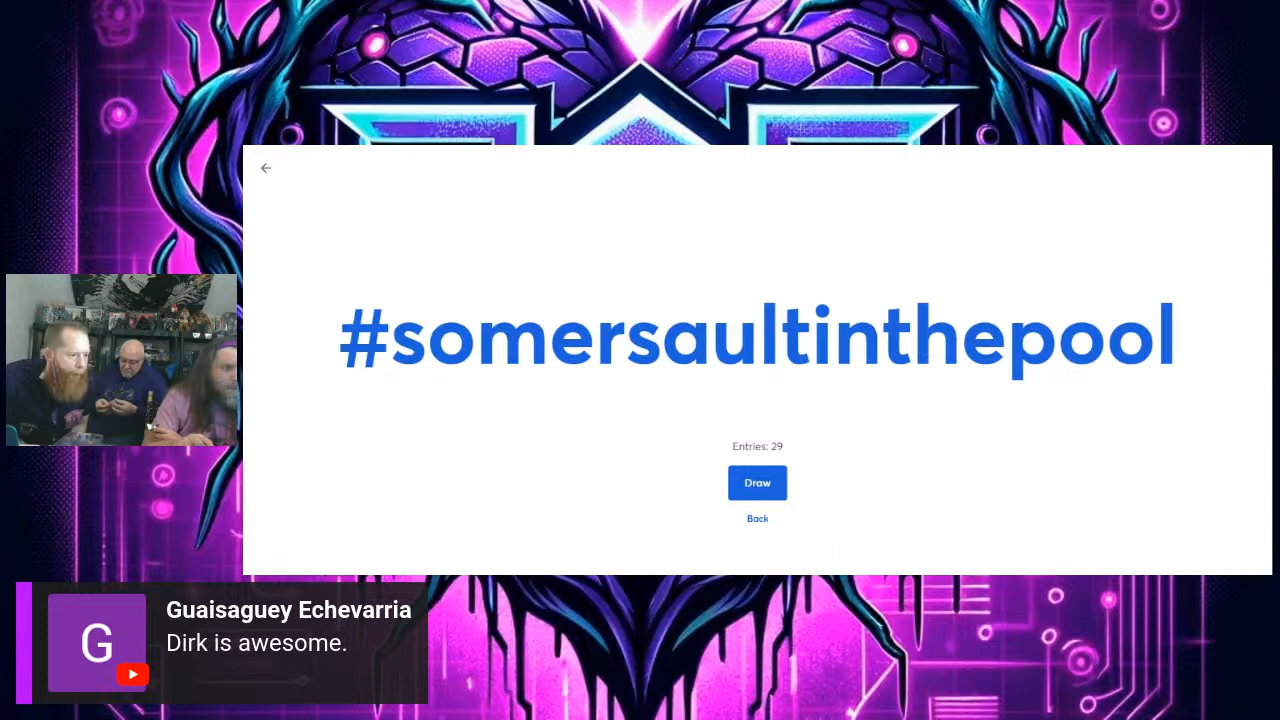 #somersaultinthepool
Entries: 29
Draw
Back
G
Guaisaguey Echevarria
Dirk is awesome.